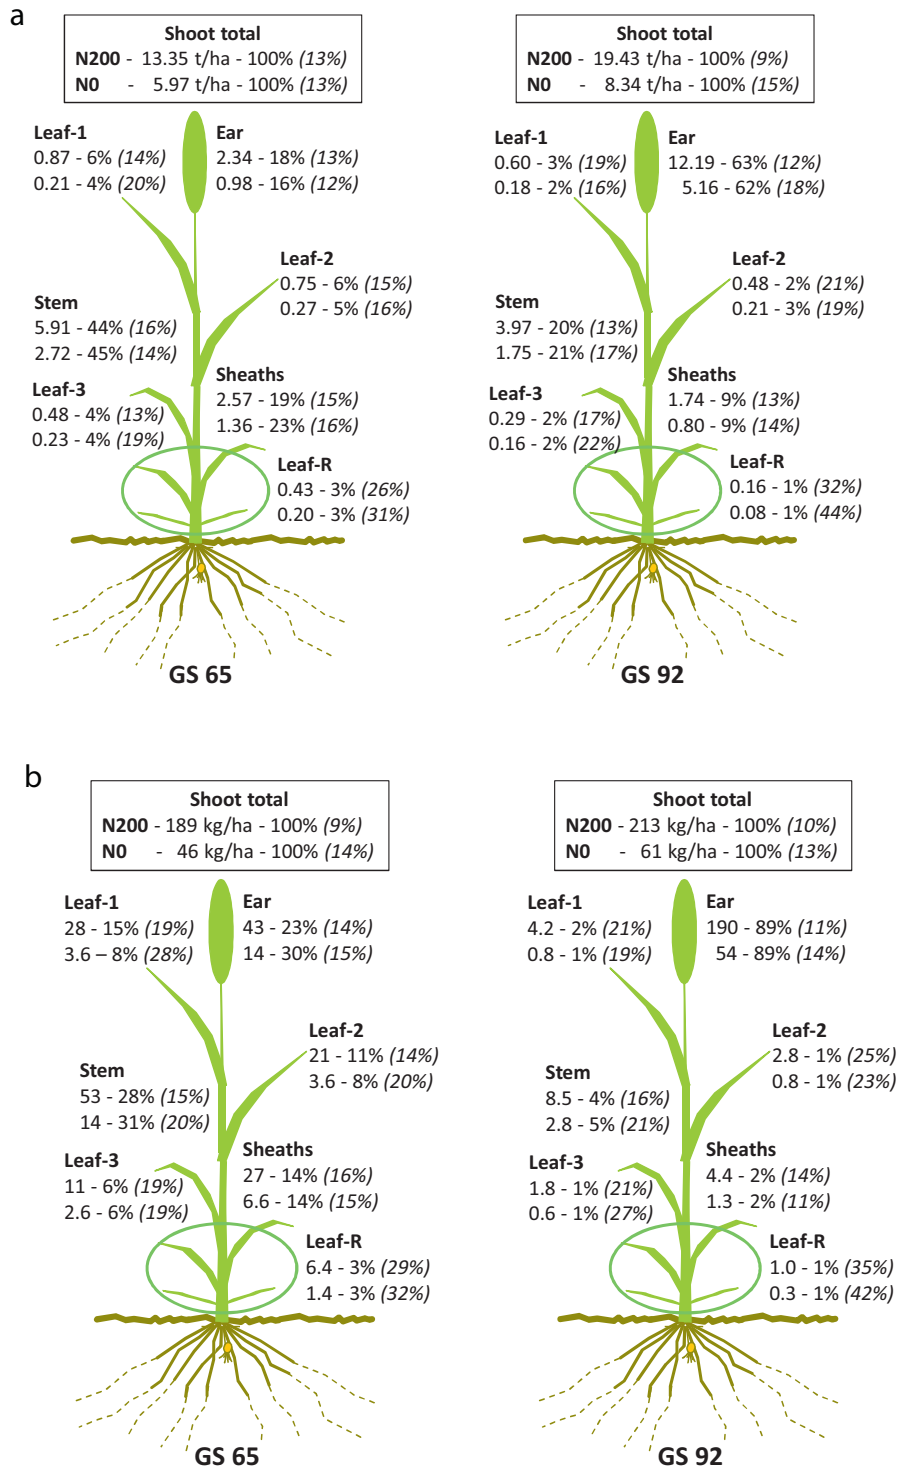 a
Shoot total
N200 - 13.35 t/ha - 100% (13%)
N0 - 5.97 t/ha - 100% (13%)
Leaf-1
0.87 - 6% (14%)
0.21 - 4% (20%)
Ear
2.34 - 18% (13%)
0.98 - 16% (12%)
Leaf-2
0.75 - 6% (15%)
0.27 - 5% (16%)
Stem
5.91 - 44% (16%)
2.72 - 45% (14%)
Sheaths
2.57 - 19% (15%)
1.36 - 23% (16%)
Leaf-3
0.48 - 4% (13%)
0.23 - 4% (19%)
Leaf-R
0.43 - 3% (26%)
0.20 - 3% (31%)
GS 65
Shoot total
N200 - 19.43 t/ha - 100% (9%)
N0 - 8.34 t/ha - 100% (15%)
Leaf-1
0.60 - 3% (19%)
0.18 - 2% (16%)
Ear
12.19 - 63% (12%)
5.16 - 62% (18%)
Leaf-2
0.48 - 2% (21%)
0.21 - 3% (19%)
Stem
3.97 - 20% (13%)
1.75 - 21% (17%)
Sheaths
1.74 - 9% (13%)
0.80 - 9% (14%)
Leaf-3
0.29 - 2% (17%)
0.16 - 2% (22%)
Leaf-R
0.16 - 1% (32%)
0.08 - 1% (44%)
GS 92
b
Shoot total
N200 - 189 kg/ha - 100% (9%)
N0 - 46 kg/ha - 100% (14%)
Leaf-1
28 - 15% (19%)
3.6 – 8% (28%)
Ear
43 - 23% (14%)
14 - 30% (15%)
Leaf-2
21 - 11% (14%)
3.6 - 8% (20%)
Stem
53 - 28% (15%)
14 - 31% (20%)
Sheaths
27 - 14% (16%)
6.6 - 14% (15%)
Leaf-3
11 - 6% (19%)
2.6 - 6% (19%)
Leaf-R
6.4 - 3% (29%)
1.4 - 3% (32%)
GS 65
Shoot total
N200 - 213 kg/ha - 100% (10%)
N0 - 61 kg/ha - 100% (13%)
Leaf-1
4.2 - 2% (21%)
0.8 - 1% (19%)
Ear
190 - 89% (11%)
54 - 89% (14%)
Leaf-2
2.8 - 1% (25%)
0.8 - 1% (23%)
Stem
8.5 - 4% (16%)
2.8 - 5% (21%)
Sheaths
4.4 - 2% (14%)
1.3 - 2% (11%)
Leaf-3
1.8 - 1% (21%)
0.6 - 1% (27%)
Leaf-R
1.0 - 1% (35%)
0.3 - 1% (42%)
GS 92